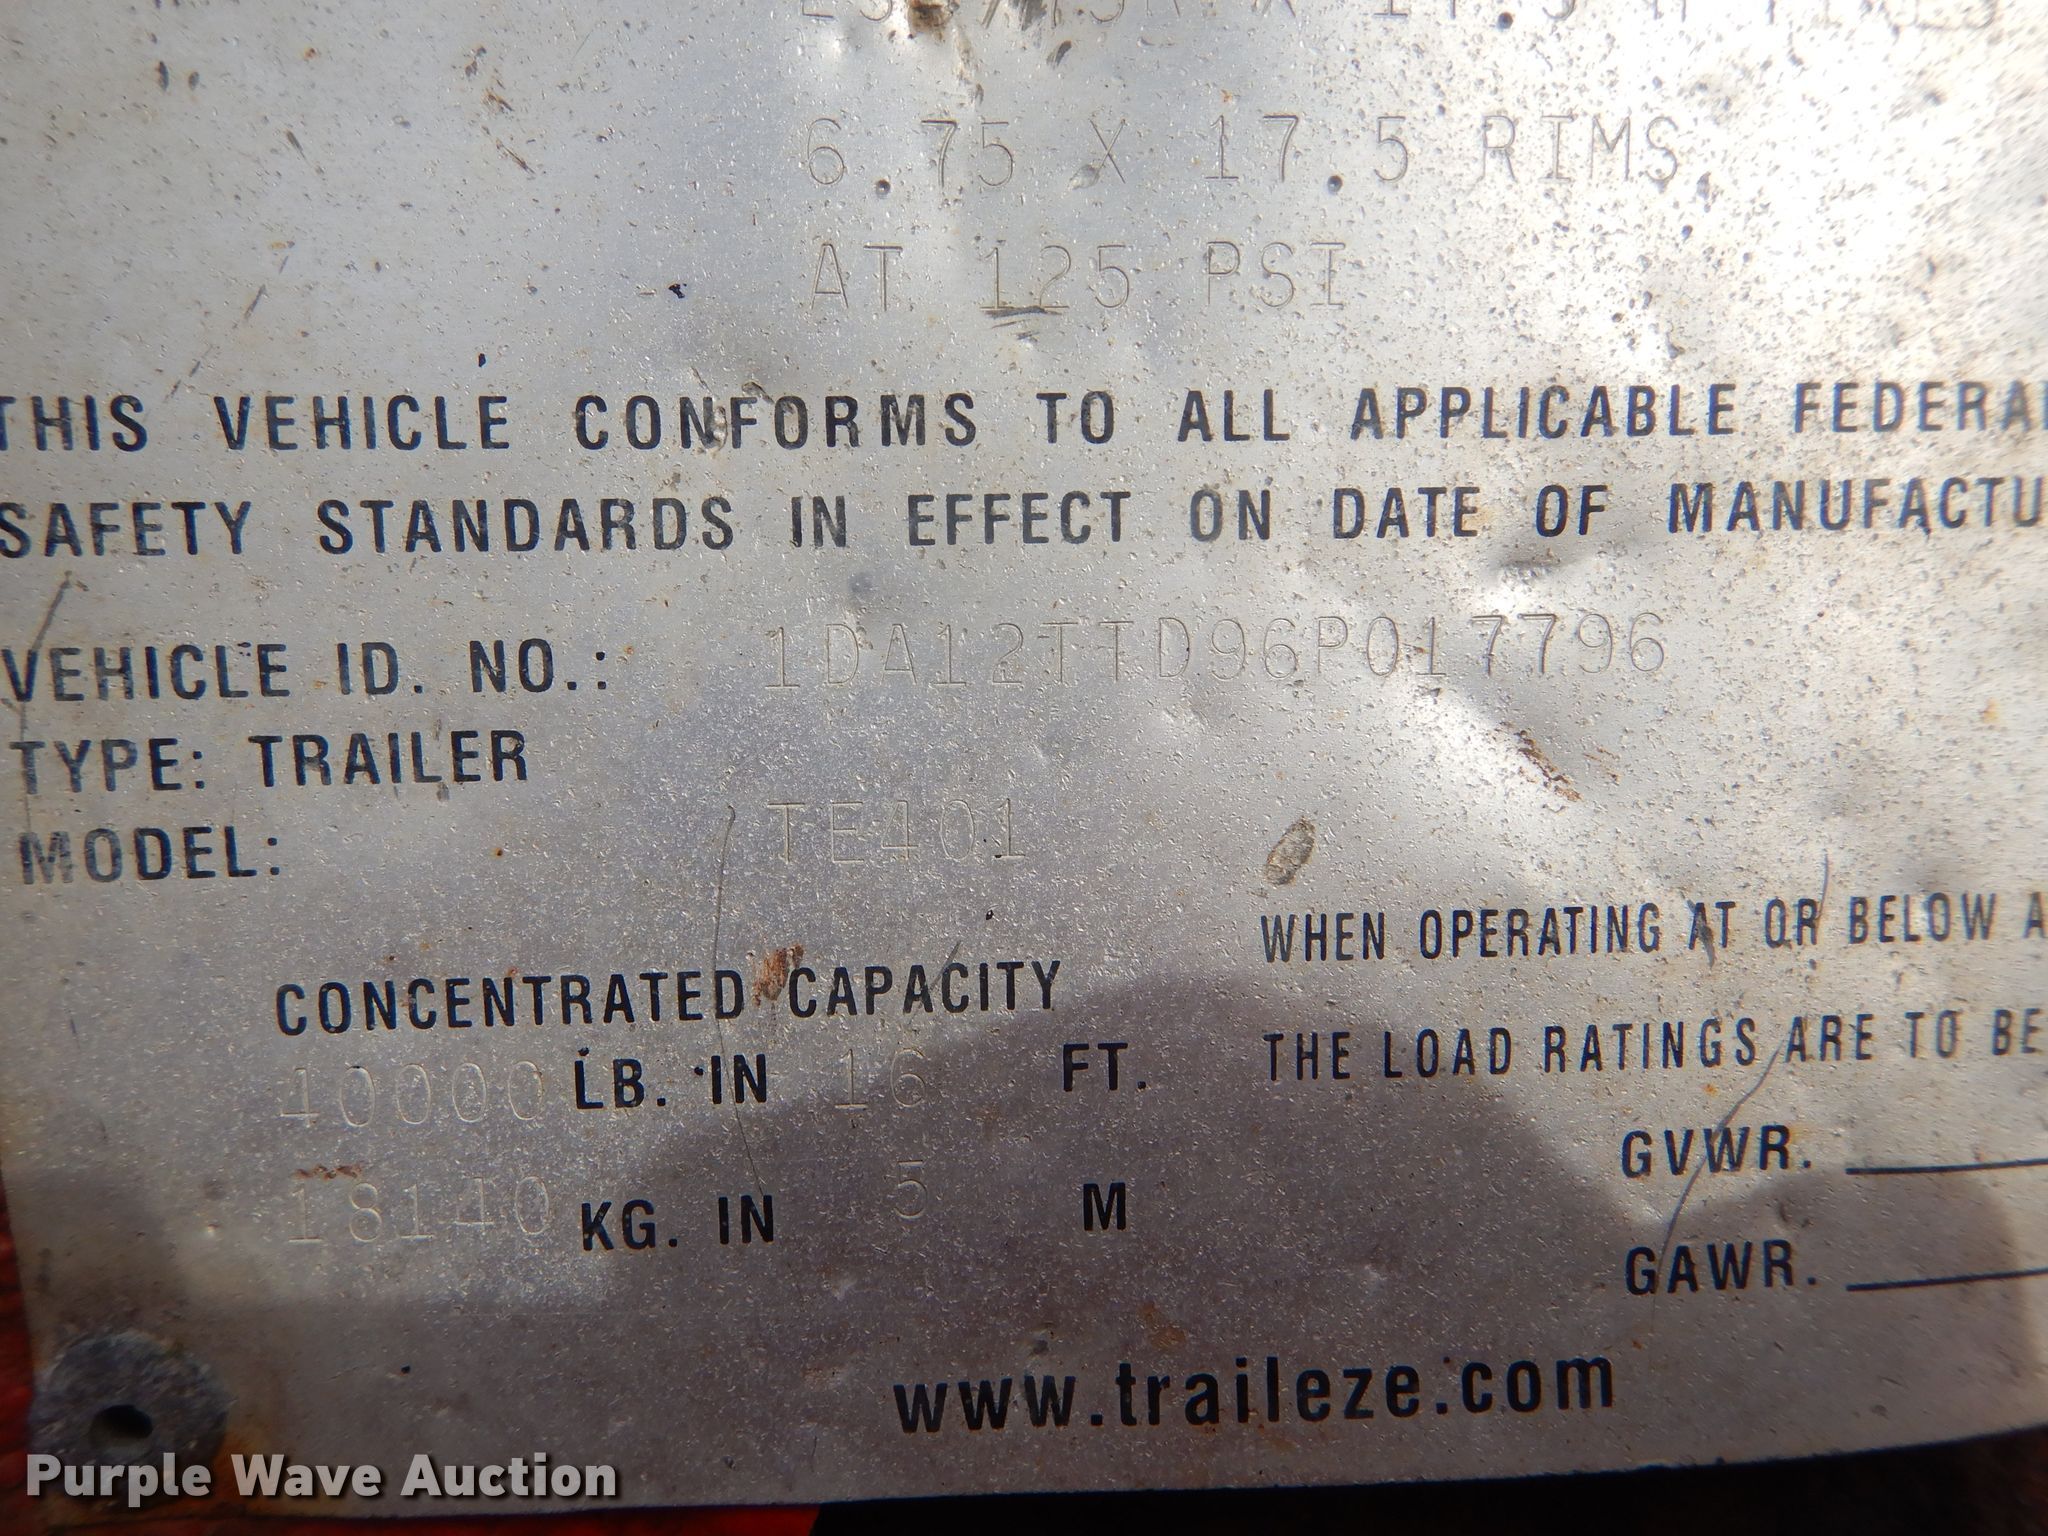 6.75 X 17.5 RIMS
AT 125 PSI
THIS VEHICLE CONFORMS TO ALL APPLICABLE FEDERAL
SAFETY STANDARDS IN EFFECT ON DATE OF MANUFACTU
VEHICLE ID. NO.: 1DA12TTD96P017796
TYPE: TRAILER
MODEL: TE401
CONCENTRATED CAPACITY
40000 LB. IN 16 FT.
18140 KG. IN 5 M
WHEN OPERATING AT OR BELOW A
THE LOAD RATINGS ARE TO BE
GVWR.
GAWR.
www.traileze.com
Purple Wave Auction